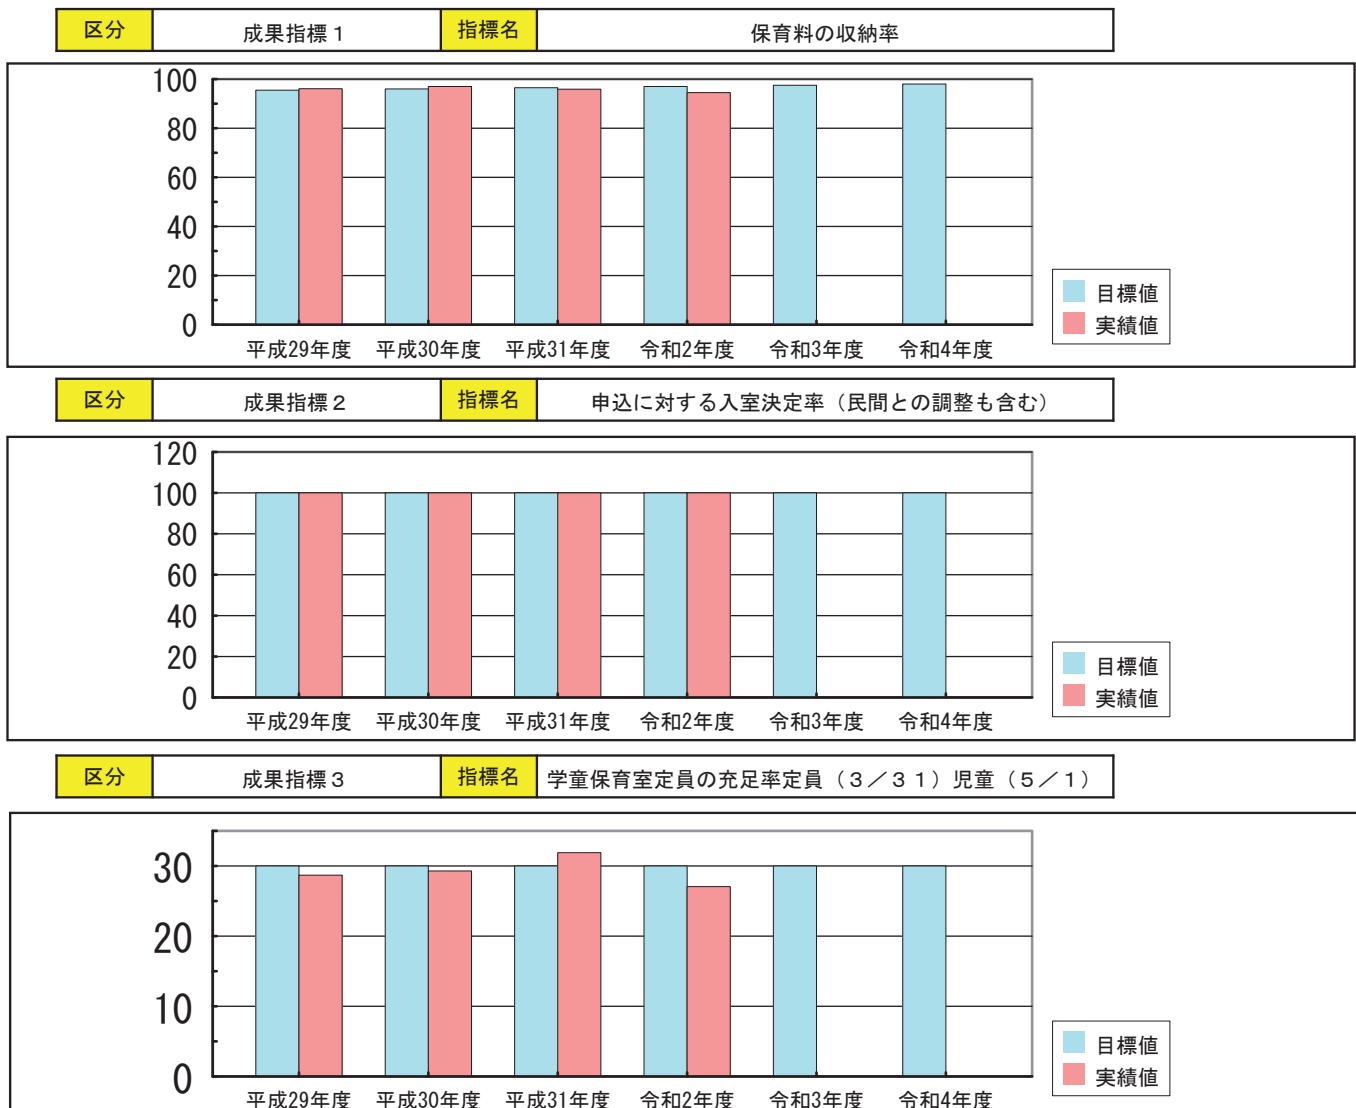 区分 成果指標１ 指標名 保育料の収納率
100
80
60
40
20
0
平成29年度 平成30年度 平成31年度 令和2年度 令和3年度 令和4年度
目標値
実績値
区分 成果指標２ 指標名 申込に対する入室決定率（民間との調整も含む）
120
100
80
60
40
20
0
平成29年度 平成30年度 平成31年度 令和2年度 令和3年度 令和4年度
目標値
実績値
区分 成果指標３ 指標名 学童保育室定員の充足率定員（３／３１）児童（５／１）
30
20
10
0
平成29年度 平成30年度 平成31年度 令和2年度 令和3年度 令和4年度
目標値
実績値